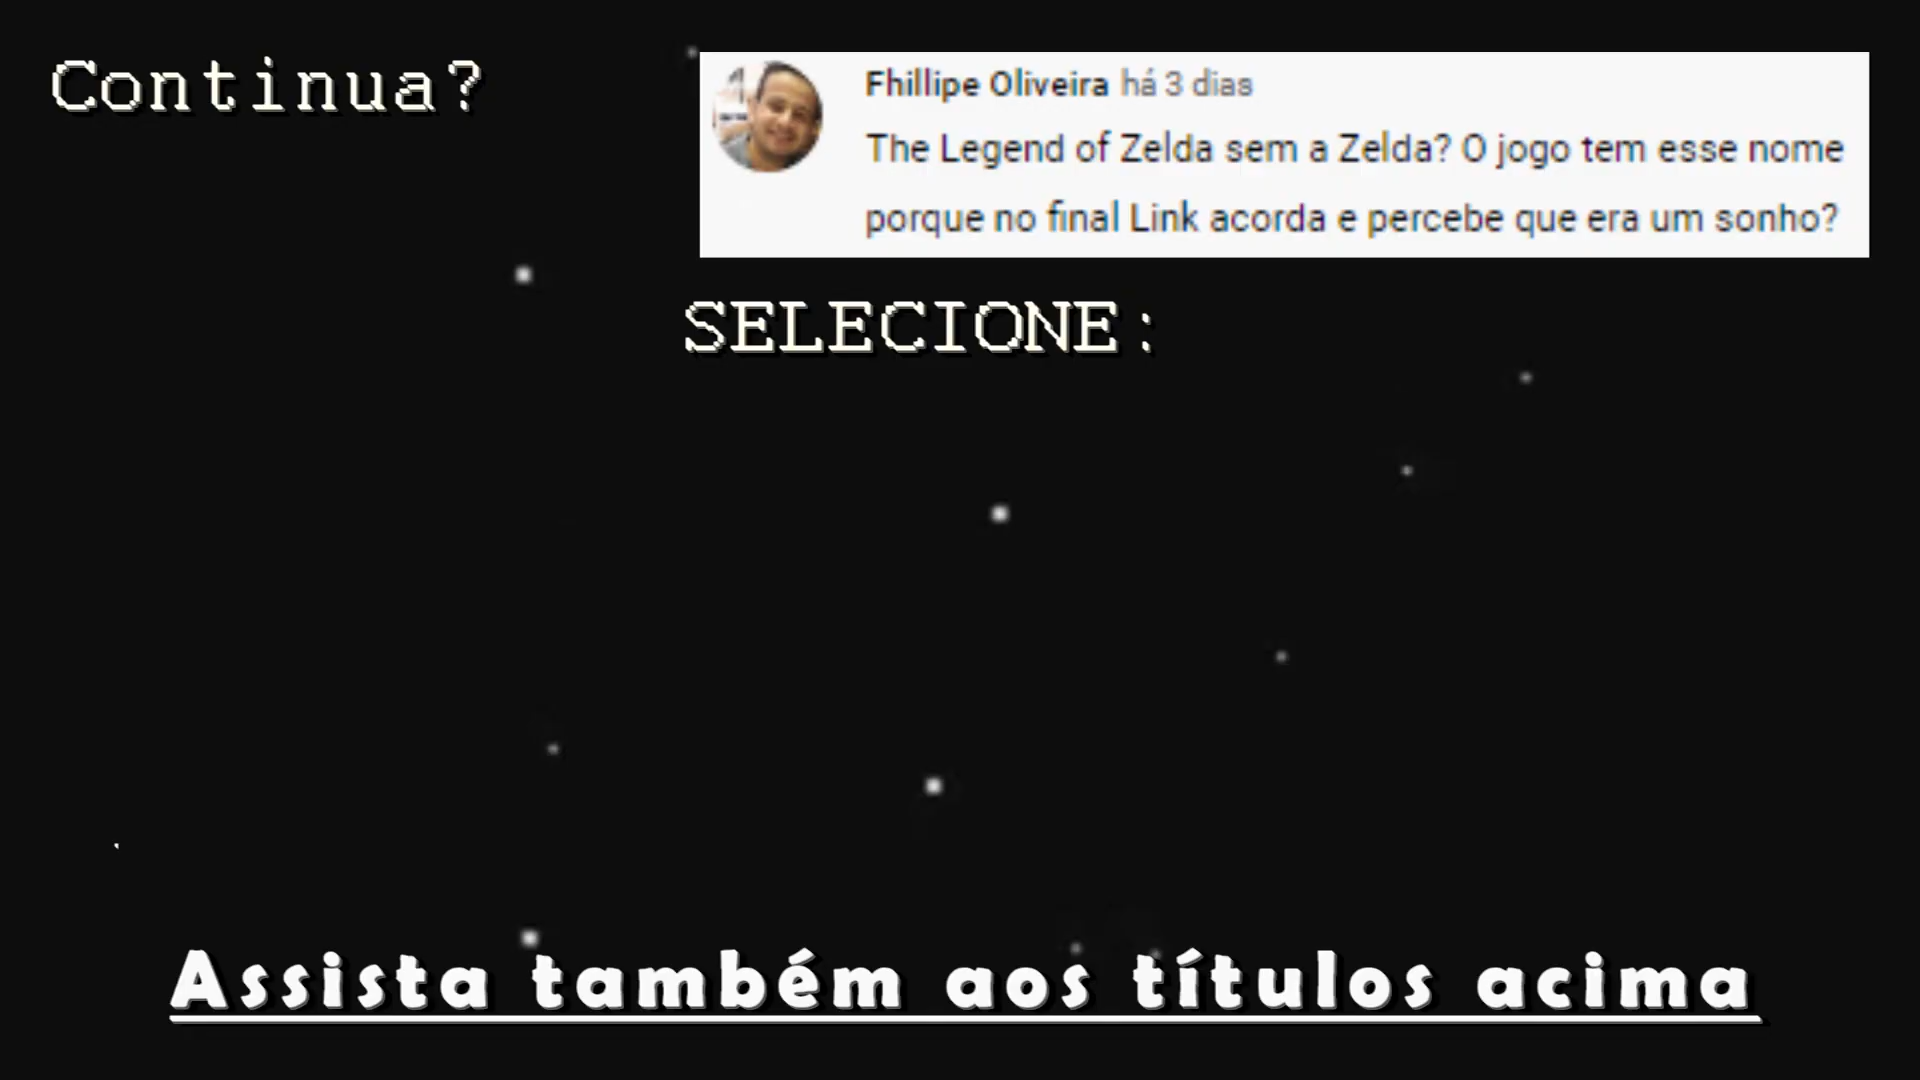 Continua?
Fhillipe Oliveira há 3 dias
The Legend of Zelda sem a Zelda? O jogo tem esse nome
porque no final Link acorda e percebe que era um sonho?
SELECIONE:
Assista também aos títulos acima